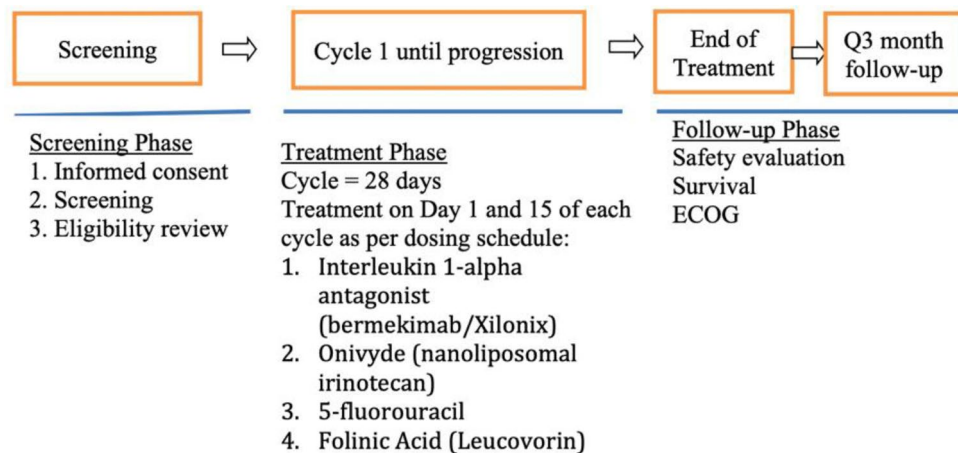 Screening
Cycle 1 until progression
End of
Treatment
Q3 month
follow-up
Screening Phase
1. Informed consent
2. Screening
3. Eligibility review
Treatment Phase
Cycle = 28 days
Treatment on Day 1 and 15 of each
cycle as per dosing schedule:
1. Interleukin 1-alpha
antagonist
(bermekimab/Xilonix)
2. Onivyde (nanoliposomal
irinotecan)
3. 5-fluorouracil
4. Folinic Acid (Leucovorin)
Follow-up Phase
Safety evaluation
Survival
ECOG